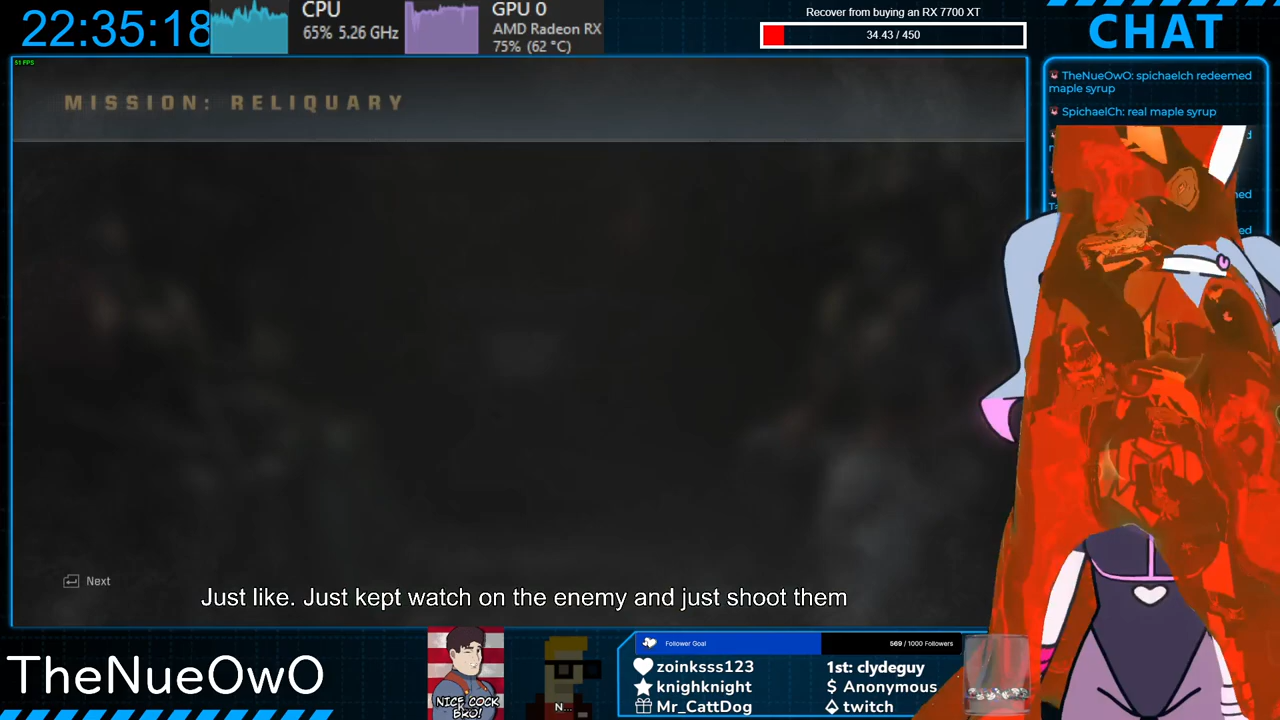 22:35:18
CPU
65% 5.26 GHz
GPU 0
AMD Radeon RX
75% (62 °C)
Recover from buying an RX 7700 XT
34.43 / 450
CHAT
51 FPS
MISSION: RELIQUARY
TheNueOwO: spichaelch redeemed
maple syrup
SpichaelCh: real maple syrup
Next
Just like. Just kept watch on the enemy and just shoot them
TheNueOwO
NICE COCK
BRO!
N...
Follower Goal
569 / 1000 Followers
zoinksss123
1st: clydeguy
knighknight
$ Anonymous
Mr_CattDog
twitch